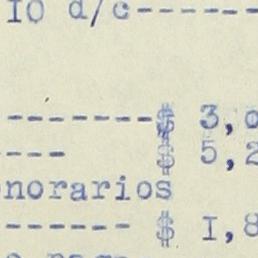 IO d/c------
------$ 3,
--- $ 5,2
norarios
------ $ I,8